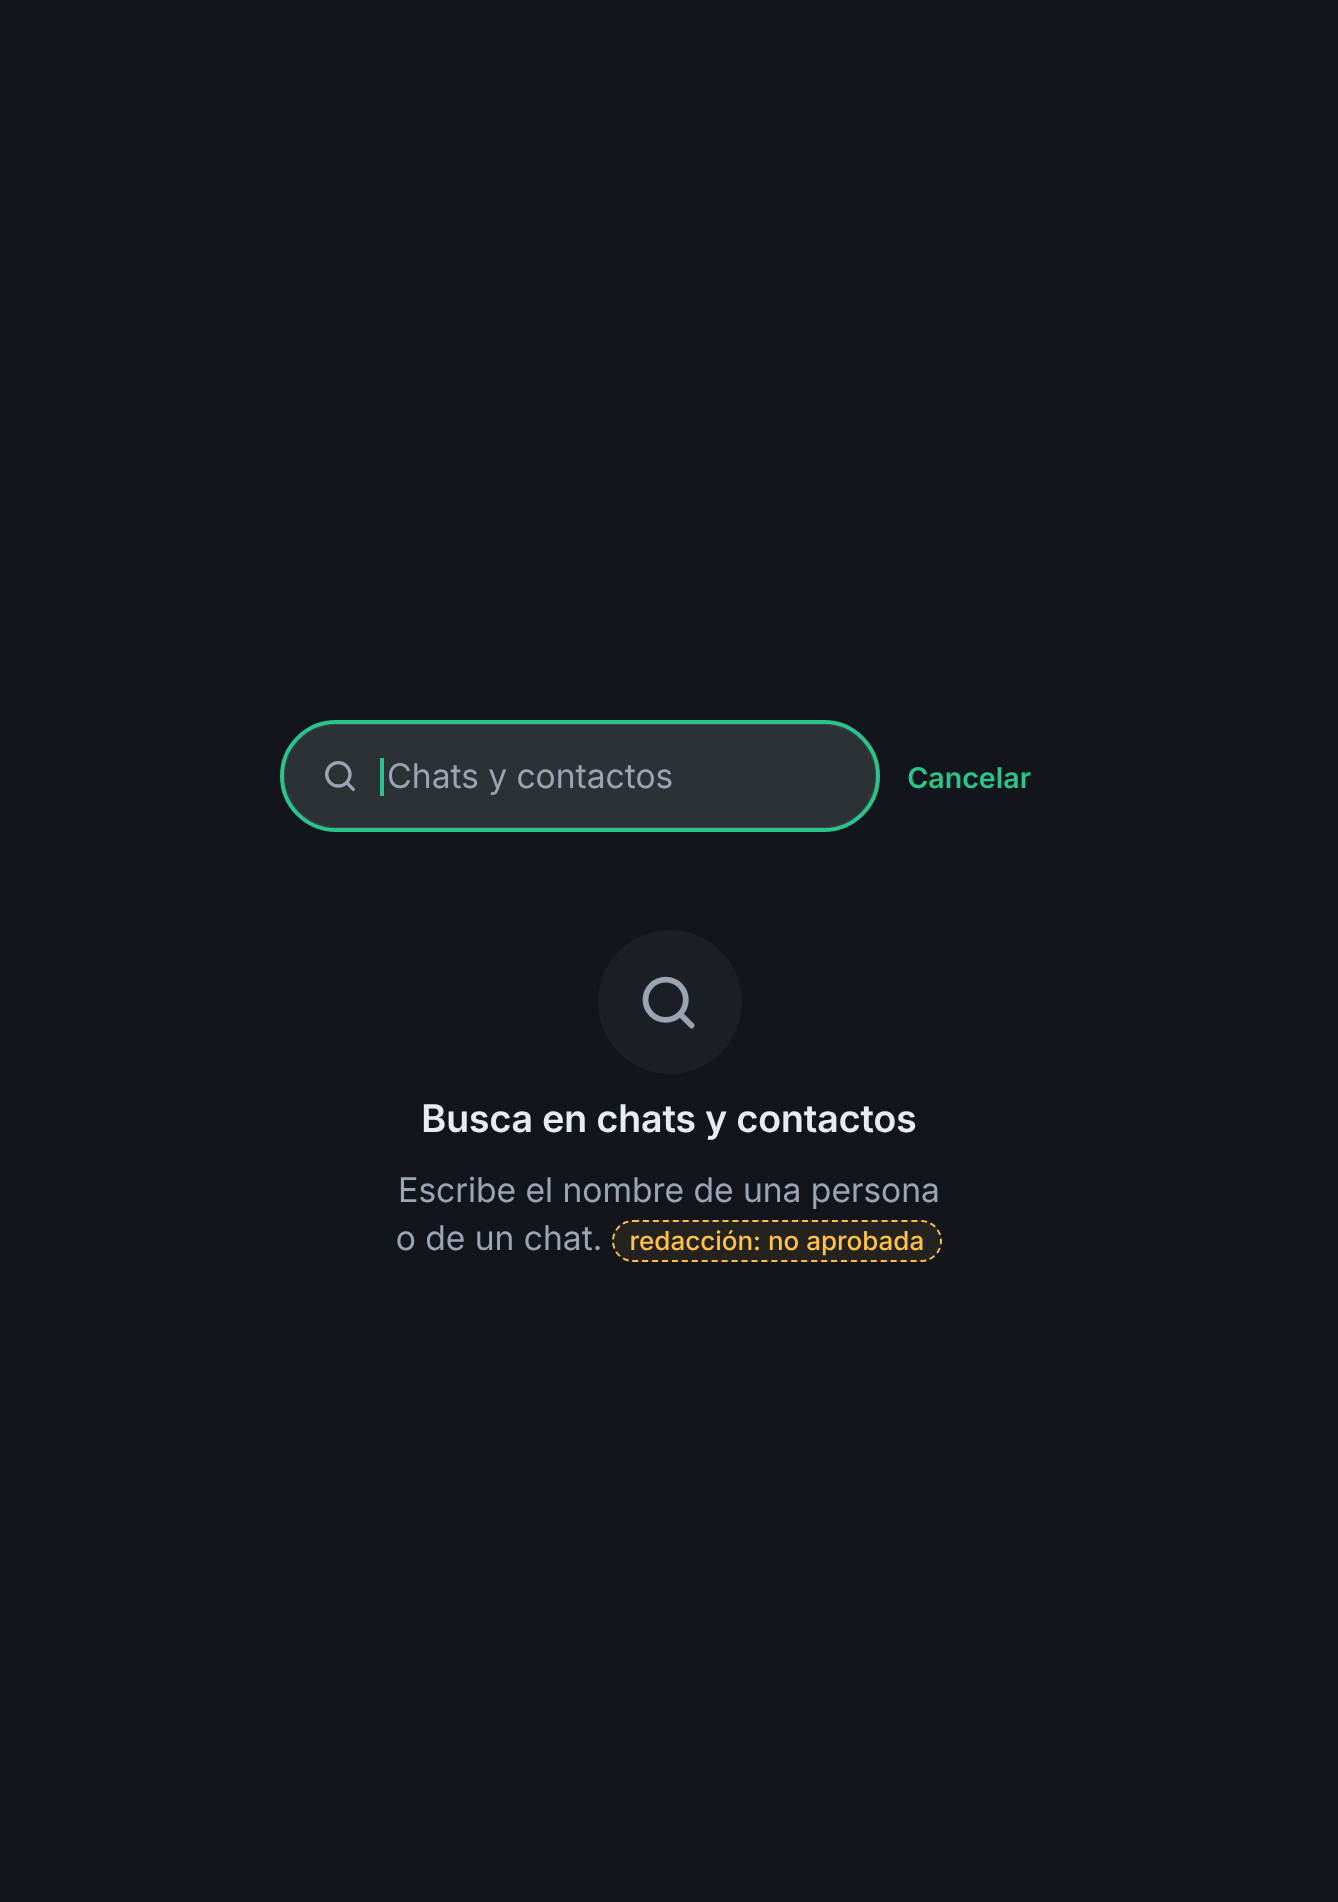 Chats y contactos
Cancelar
Busca en chats y contactos
Escribe el nombre de una persona
o de un chat. redacción: no aprobada